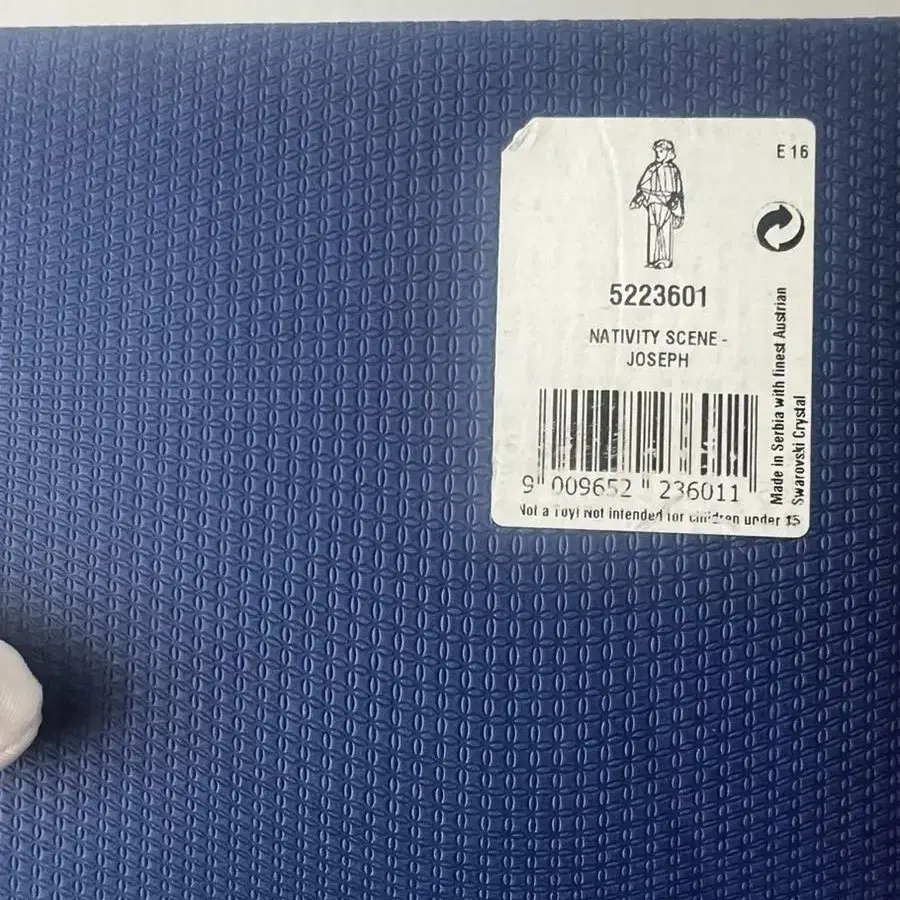 E 16
5223601
NATIVITY SCENE -
JOSEPH
Made in Serbia with finest Austrian
Swarovski Crystal
9 009652 236011
Not a Toy! Not intended for children under 15